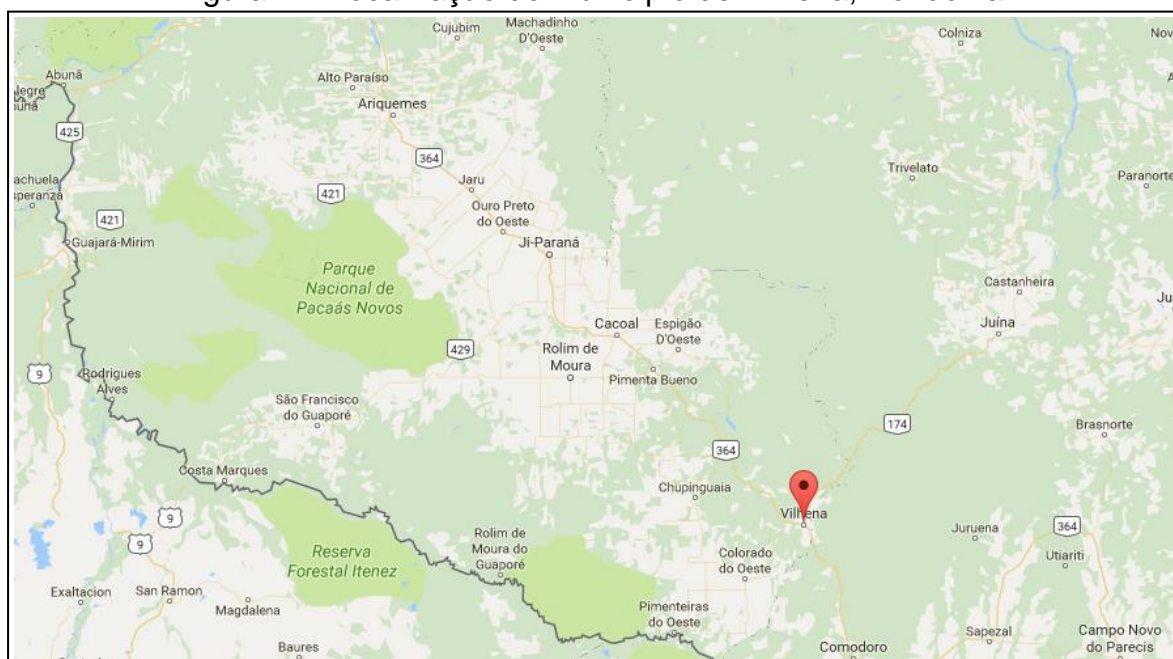 Cujubim
Machadinho
D'Oeste
Colniza
Nov
Abunã
Alto Paraíso
Ariquemes
425
364
Jaru
421
Trivelato
Paranorte
421
Ouro Preto
do Oeste
Guajará-Mirim
Ji-Paraná
Parque
Nacional de
Pacaás Novos
Castanheira
Ju
Juína
Cacoal
Espigão
D'Oeste
429
Rolim de
Moura
Pimenta Bueno
9
Rodrigues
Alves
São Francisco
do Guaporé
174
Brasnorte
364
Costa Marques
Chupinguaia
Vilhena
9
9
Rolim de
Moura do
Guaporé
Juruena
364
Utiariti
Reserva
Forestal Itenez
Colorado
do Oeste
Exaltacion
San Ramon
Magdalena
Pimenteiras
do Oeste
Sapezal
Campo Novo
do Parecis
Baures
Comodoro